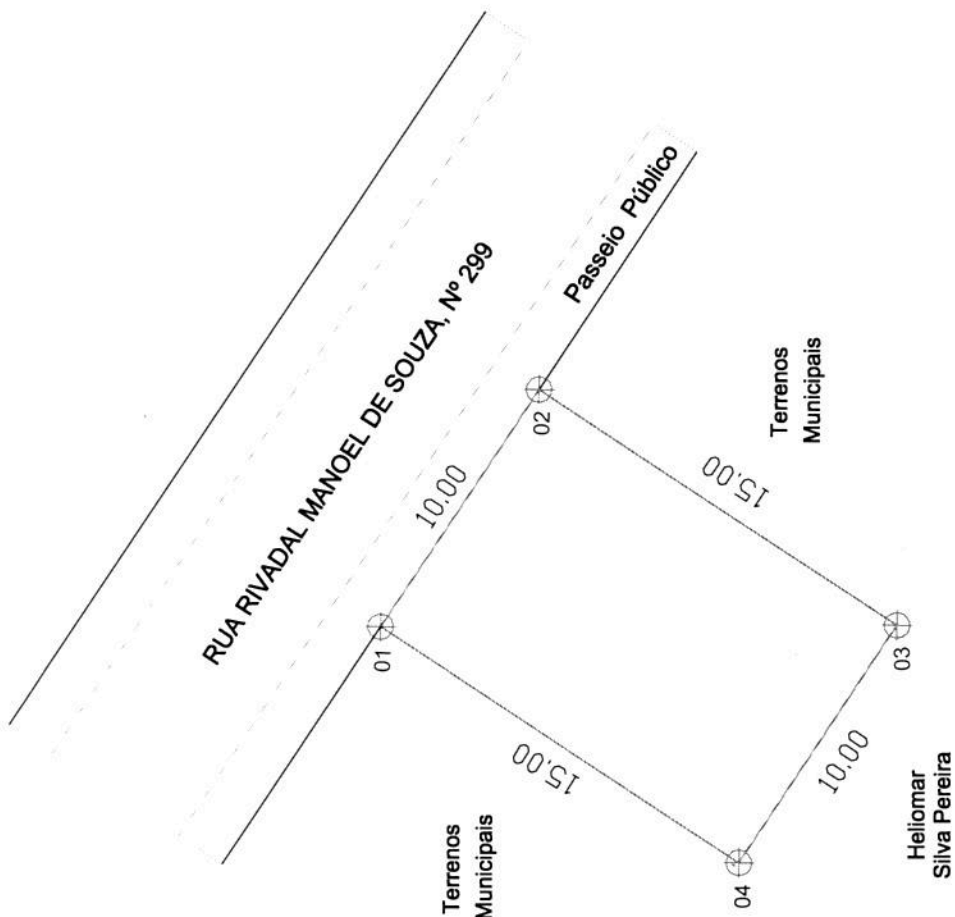 RUA RIVADAL MANOEL DE SOUZA, Nº 299
Passeio Público
10.00
01
02
15.00
Terrenos
Municipais
15.00
Terrenos
Municipais
10.00
03
04
Heliomar
Silva Pereira